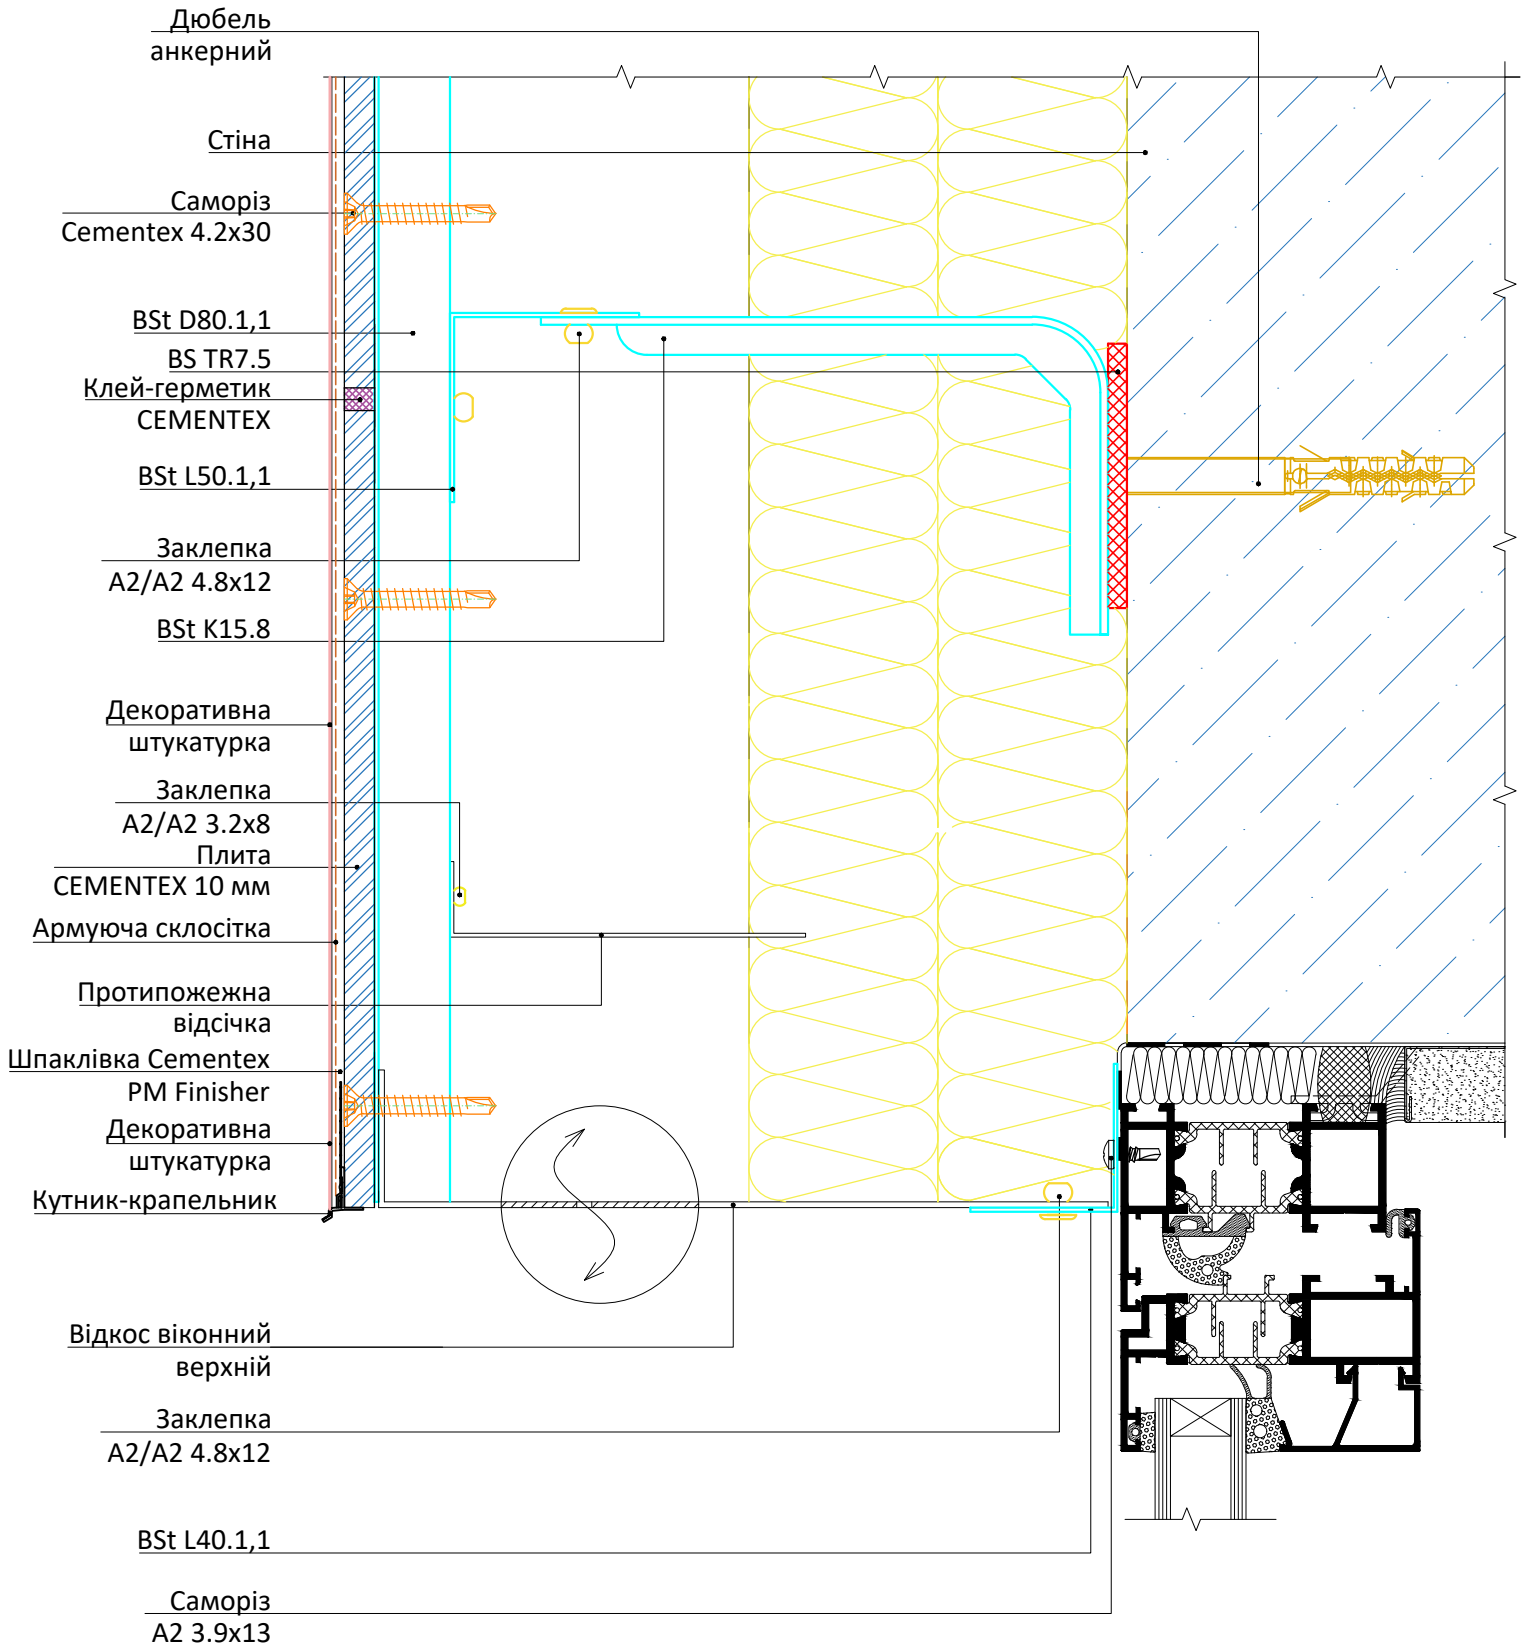 Дюбель
анкерний
Стіна
Саморіз
Cementex 4.2x30
BSt D80.1,1
BS TR7.5
Клей-герметик
CEMENTEX
BSt L50.1,1
Заклепка
A2/A2 4.8x12
BSt K15.8
Декоративна
штукатурка
Заклепка
A2/A2 3.2x8
Плита
CEMENTEX 10 мм
Армуюча склосітка
Протипожежна
відсічка
Шпаклівка Cementex
PM Finisher
Декоративна
штукатурка
Кутник-крапельник
Відкос віконний
верхній
Заклепка
A2/A2 4.8x12
BSt L40.1,1
Саморіз
A2 3.9x13